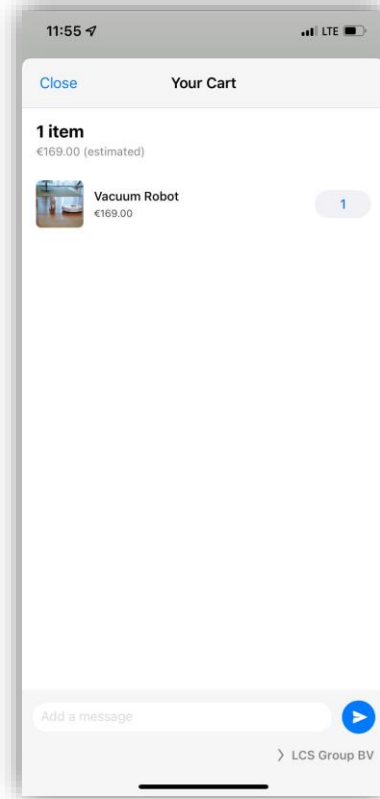 11:55 LTE
Close Your Cart
1 item
€169.00 (estimated)
Vacuum Robot
€169.00
1
Add a message
LCS Group BV